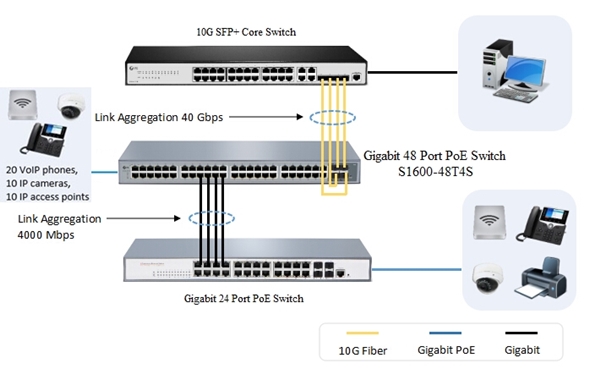 10G SFP+ Core Switch
Link Aggregation 40 Gbps
Gigabit 48 Port PoE Switch
S1600-48T4S
20 VoIP phones,
10 IP cameras,
10 IP access points
Link Aggregation
4000 Mbps
Gigabit 24 Port PoE Switch
10G Fiber
Gigabit PoE
Gigabit